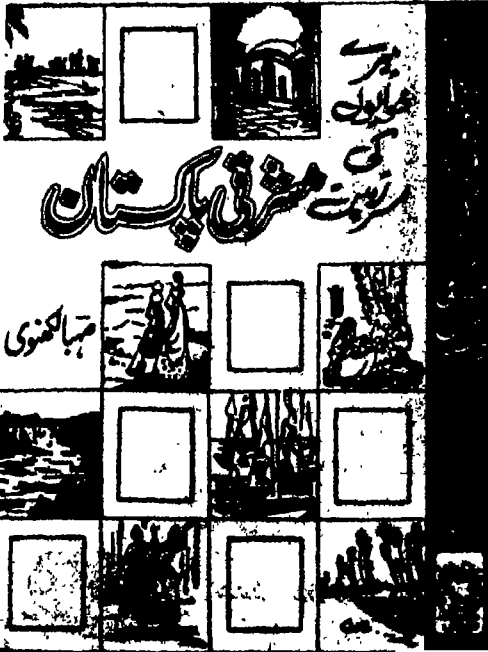 میرے
خوابوں
کی
سرزمین
مشرقی پاکستان
صہبا لکھنوی